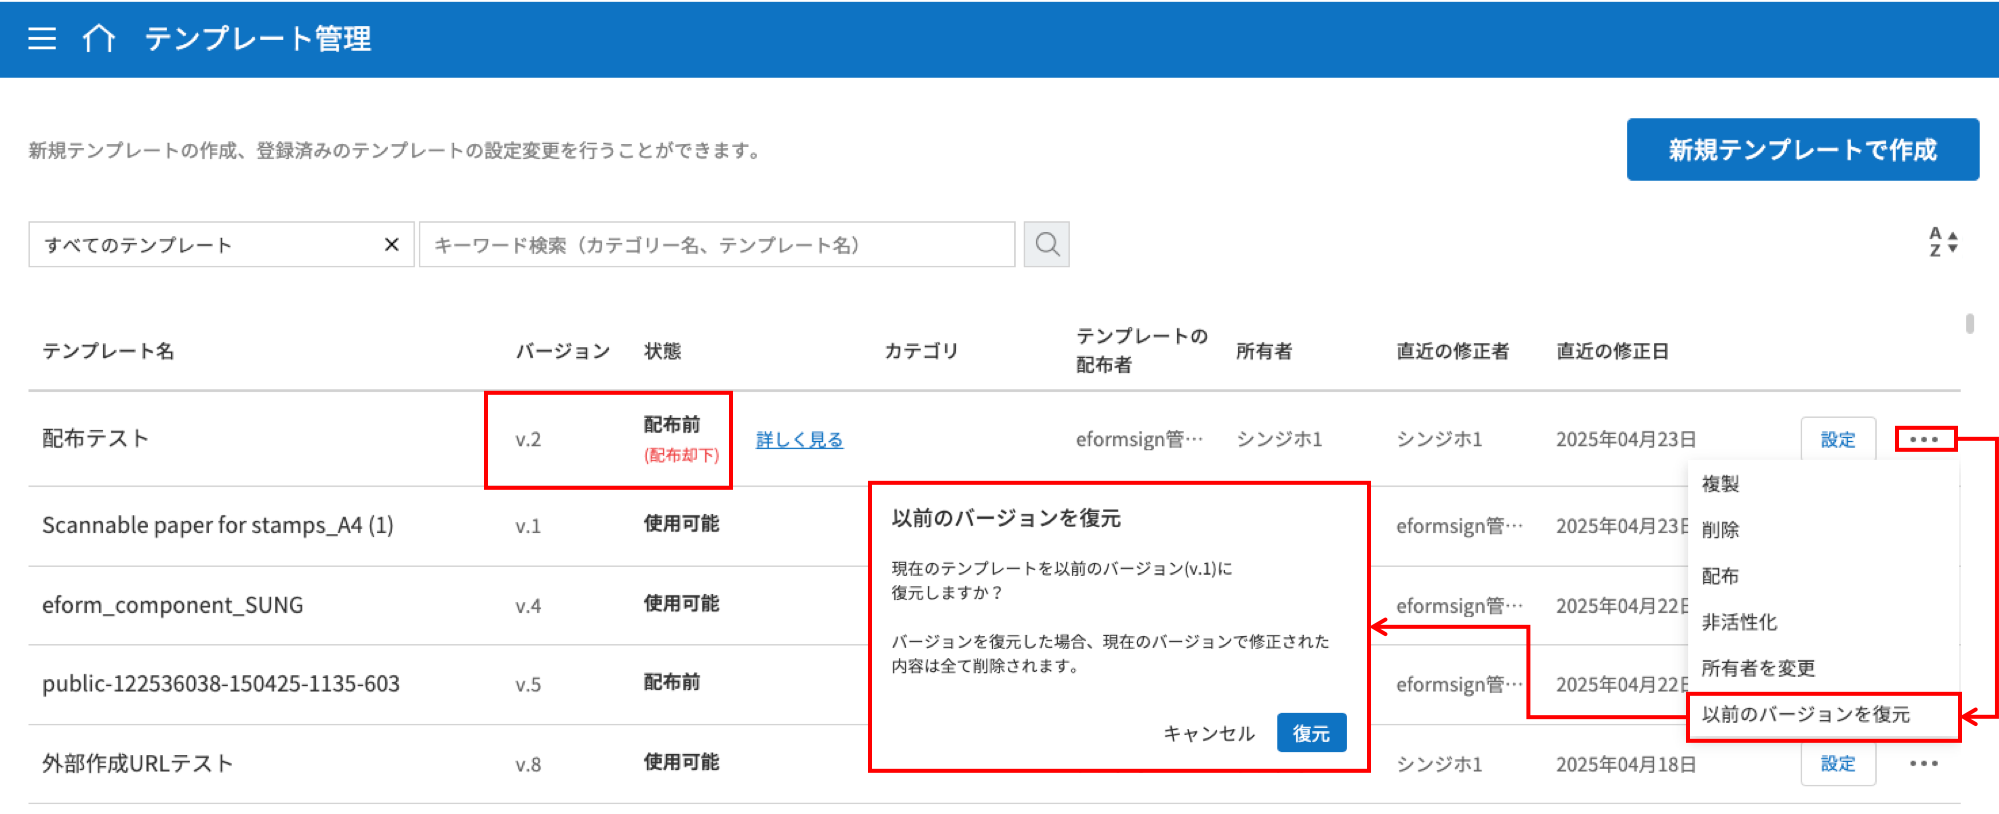 テンプレート管理
新規テンプレートの作成、登録済みのテンプレートの設定変更を行うことができます。
新規テンプレートで作成
すべてのテンプレート
キーワード検索（カテゴリー名、テンプレート名）
A
Z
テンプレート名 バージョン 状態 カテゴリ テンプレートの
配布者 所有者 直近の修正者 直近の修正日
配布テスト v.2 配布前
(配布却下) 詳しく見る eformsign管… シンジホ1 シンジホ1 2025年04月23日 設定
Scannable paper for stamps_A4 (1) v.1 使用可能 eformsign管… 2025年04月23日
eform_component_SUNG v.4 使用可能 eformsign管… 2025年04月22日
public-122536038-150425-1135-603 v.5 配布前 eformsign管… 2025年04月22日
外部作成URLテスト v.8 使用可能 シンジホ1 2025年04月18日 設定
以前のバージョンを復元
現在のテンプレートを以前のバージョン(v.1)に
復元しますか？
バージョンを復元した場合、現在のバージョンで修正された
内容は全て削除されます。
キャンセル 復元
複製
削除
配布
非活性化
所有者を変更
以前のバージョンを復元